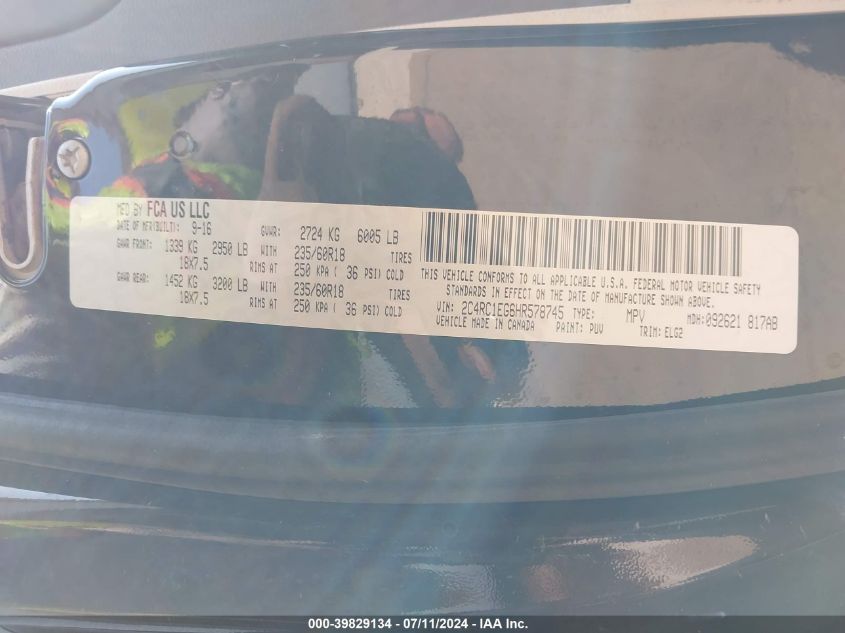 MFD BY FCA US LLC
DATE OF MFR(BUILT): 9-16 GVWR: 2724 KG 6005 LB
GAWR FRONT: 1339 KG 2950 LB WITH 235/60R18 TIRES
18X7.5 RIMS AT 250 KPA ( 36 PSI) COLD
GAWR REAR: 1452 KG 3200 LB WITH 235/60R18 TIRES
18X7.5 RIMS AT 250 KPA ( 36 PSI) COLD
THIS VEHICLE CONFORMS TO ALL APPLICABLE U.S.A. FEDERAL MOTOR VEHICLE SAFETY
STANDARDS IN EFFECT ON THE DATE OF MANUFACTURE SHOWN ABOVE.
VIN: 2C4RC1EG6HR578745 TYPE: MPV MDH:092621 817AB
VEHICLE MADE IN CANADA PAINT: PUV TRIM: ELG2
000-39829134 - 07/11/2024 - IAA Inc.